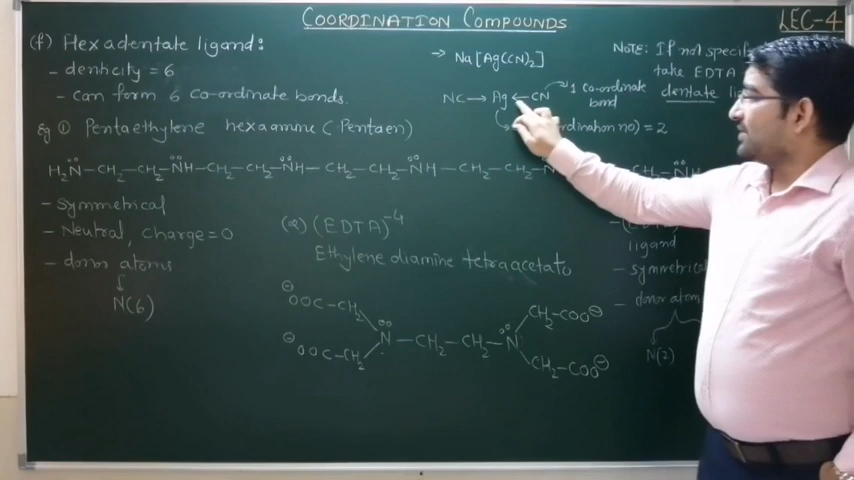 COORDINATION COMPOUNDS
LEC-4
(f) Hexadentate ligand:
- denticity = 6
- can form 6 co-ordinate bonds.
Eg ① Pentaethylene hexaamine (Pentaen)
H₂N̈-CH₂-CH₂-N̈H-CH₂-CH₂-N̈H-CH₂-CH₂-N̈H-CH₂-CH₂-N
CH₂-N̈H
- Symmetrical
- Neutral, charge=0
- donor atoms
↓
N(6)
→ Na[Ag(CN)₂]
NC→Ag←CN
1 co-ordinate
bond
ordination no) = 2
NOTE: If not specif
take EDTA
dentate li
(2) (EDTA)⁻⁴
Ethylene diamine tetraacetato
⊖OOC-CH₂
⊖OOC-CH₂
N̈-CH₂-CH₂-N̈
CH₂-COO⊖
CH₂-COO⊖
ligand
- symmetrical
- donor atom
N(2)